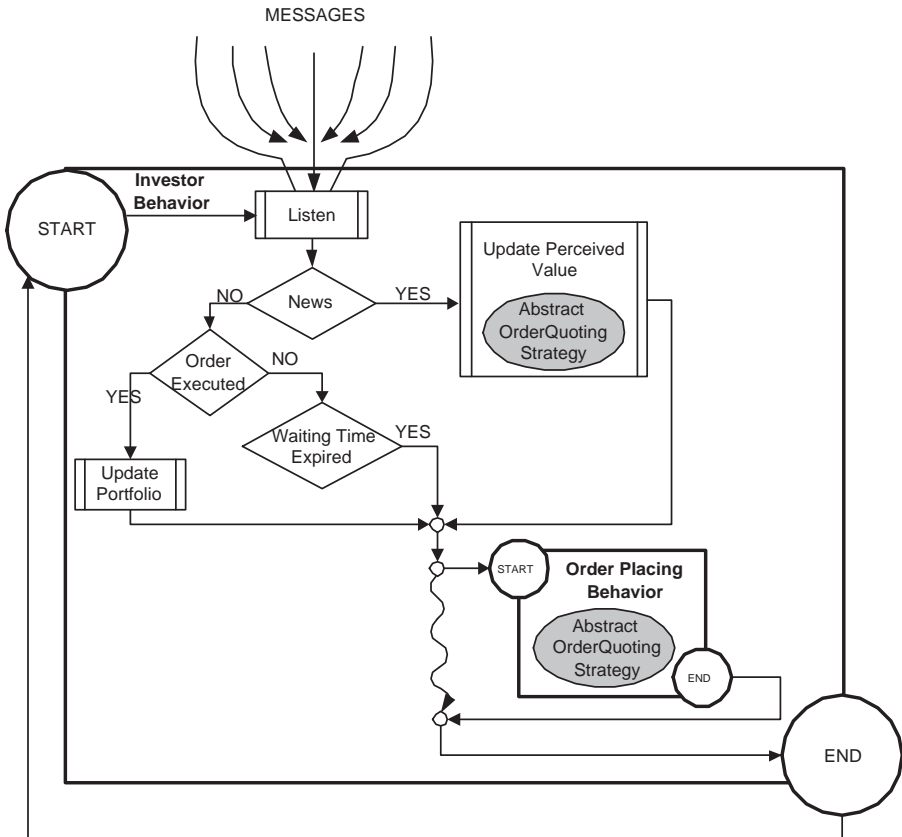 MESSAGES
Investor
Behavior
START
Listen
NO
News
YES
Update Perceived
Value
Abstract
OrderQuoting
Strategy
Order
Executed
NO
YES
Waiting Time
Expired
YES
Update
Portfolio
START
Order Placing
Behavior
Abstract
OrderQuoting
Strategy
END
END